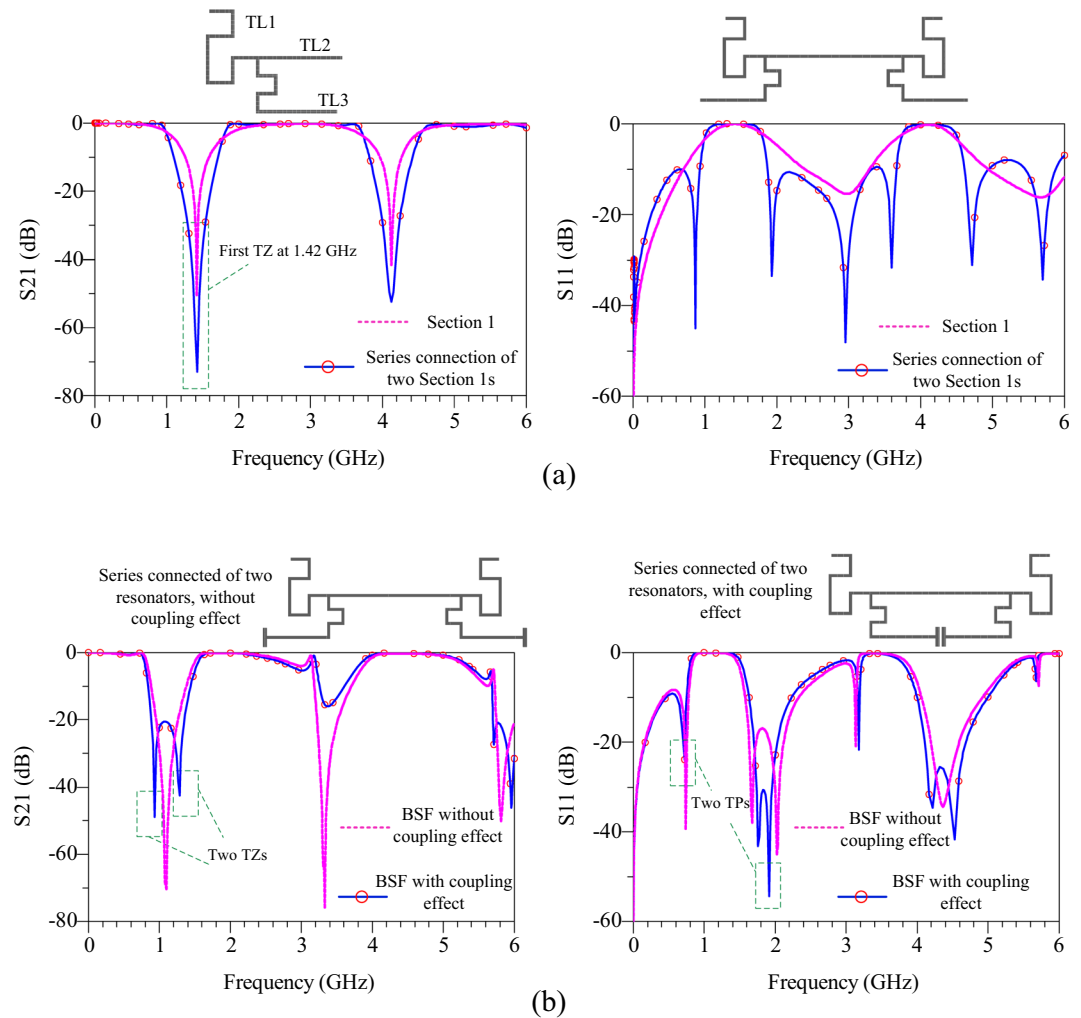 TL1
TL2
TL3
0
-20
-40
-60
-80
S21 (dB)
First TZ at 1.42 GHz
Section 1
Series connection of
two Section 1s
0 1 2 3 4 5 6
Frequency (GHz)
0
-20
-40
-60
S11 (dB)
Section 1
Series connection of
two Section 1s
0 1 2 3 4 5 6
Frequency (GHz)
(a)
Series connected of two
resonators, without
coupling effect
0
-20
-40
-60
-80
S21 (dB)
Two TZs
BSF without
coupling effect
BSF with coupling
effect
0 1 2 3 4 5 6
Frequency (GHz)
Series connected of two
resonators, with coupling
effect
0
-20
-40
-60
S11 (dB)
Two TPs
BSF without
coupling effect
BSF with coupling
effect
0 1 2 3 4 5 6
Frequency (GHz)
(b)